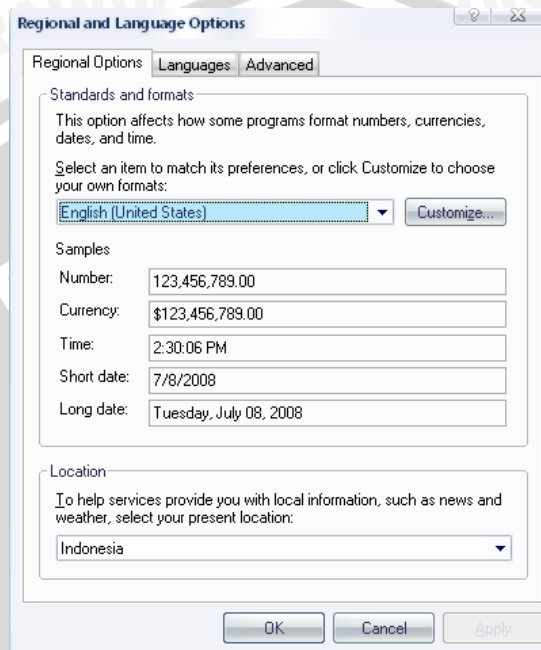 Regional and Language Options
Regional Options Languages Advanced
Standards and formats
This option affects how some programs format numbers, currencies,
dates, and time.
Select an item to match its preferences, or click Customize to choose
your own formats:
English (United States) Customize...
Samples
Number: 123,456,789.00
Currency: $123,456,789.00
Time: 2:30:06 PM
Short date: 7/8/2008
Long date: Tuesday, July 08, 2008
Location
To help services provide you with local information, such as news and
weather, select your present location:
Indonesia
OK Cancel Apply